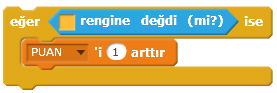 eğer rengine değdi (mi?) ise
PUAN 'i 1 arttır